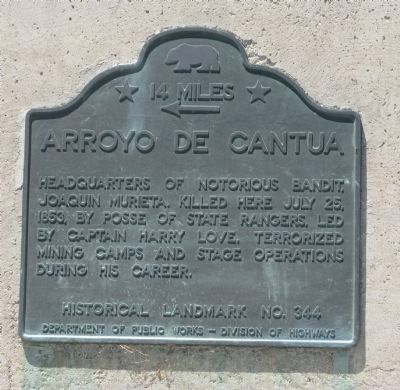 14 MILES
ARROYO DE CANTUA
HEADQUARTERS OF NOTORIOUS BANDIT,
JOAQUIN MURIETA. KILLED HERE JULY 25,
1853, BY POSSE OF STATE RANGERS, LED
BY CAPTAIN HARRY LOVE. TERRORIZED
MINING CAMPS AND STAGE OPERATIONS
DURING HIS CAREER.
HISTORICAL LANDMARK NO. 344
DEPARTMENT OF PUBLIC WORKS – DIVISION OF HIGHWAYS